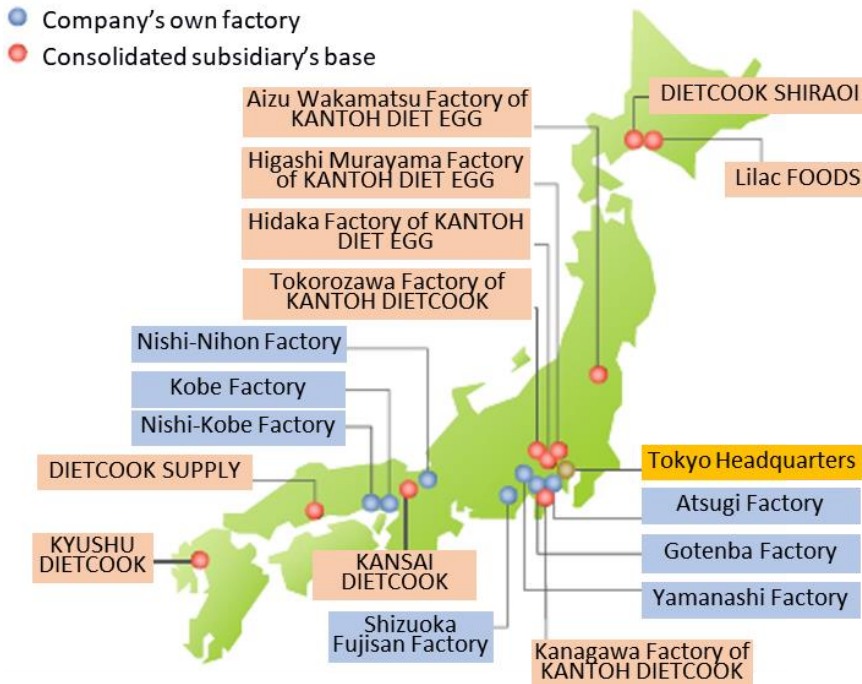 Company's own factory
Consolidated subsidiary's base
Aizu Wakamatsu Factory of
KANTOH DIET EGG
DIETCOOK SHIRAOI
Higashi Murayama Factory
of KANTOH DIET EGG
Lilac FOODS
Hidaka Factory of KANTOH
DIET EGG
Tokorozawa Factory of
KANTOH DIETCOOK
Nishi-Nihon Factory
Kobe Factory
Nishi-Kobe Factory
DIETCOOK SUPPLY
Tokyo Headquarters
Atsugi Factory
KYUSHU
DIETCOOK
KANSAI
DIETCOOK
Gotenba Factory
Yamanashi Factory
Shizuoka
Fujisan Factory
Kanagawa Factory of
KANTOH DIETCOOK